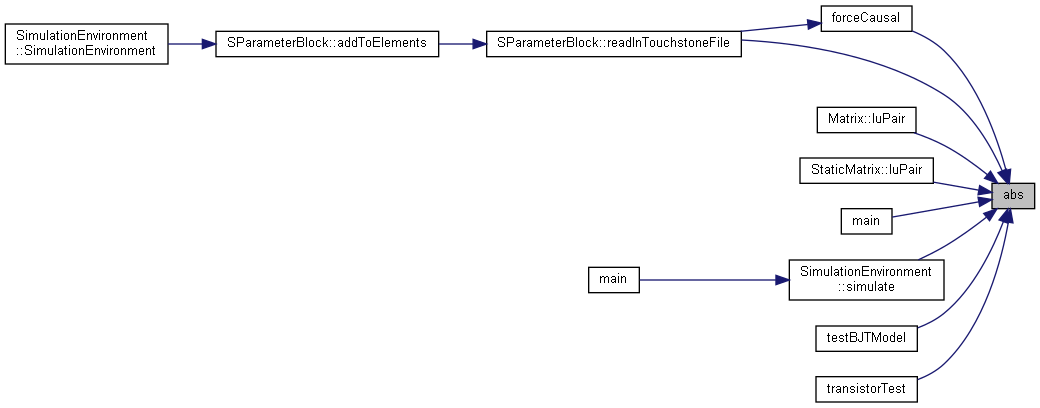 SimulationEnvironment
::SimulationEnvironment
SParameterBlock::addToElements
SParameterBlock::readInTouchstoneFile
forceCausal
Matrix::luPair
StaticMatrix::luPair
main
abs
main
SimulationEnvironment
::simulate
testBJTModel
transistorTest